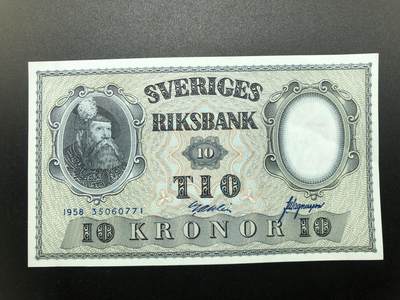 SVERIGES
RIKSBANK
10
TIO
1958 35060771
10 KRONOR 10